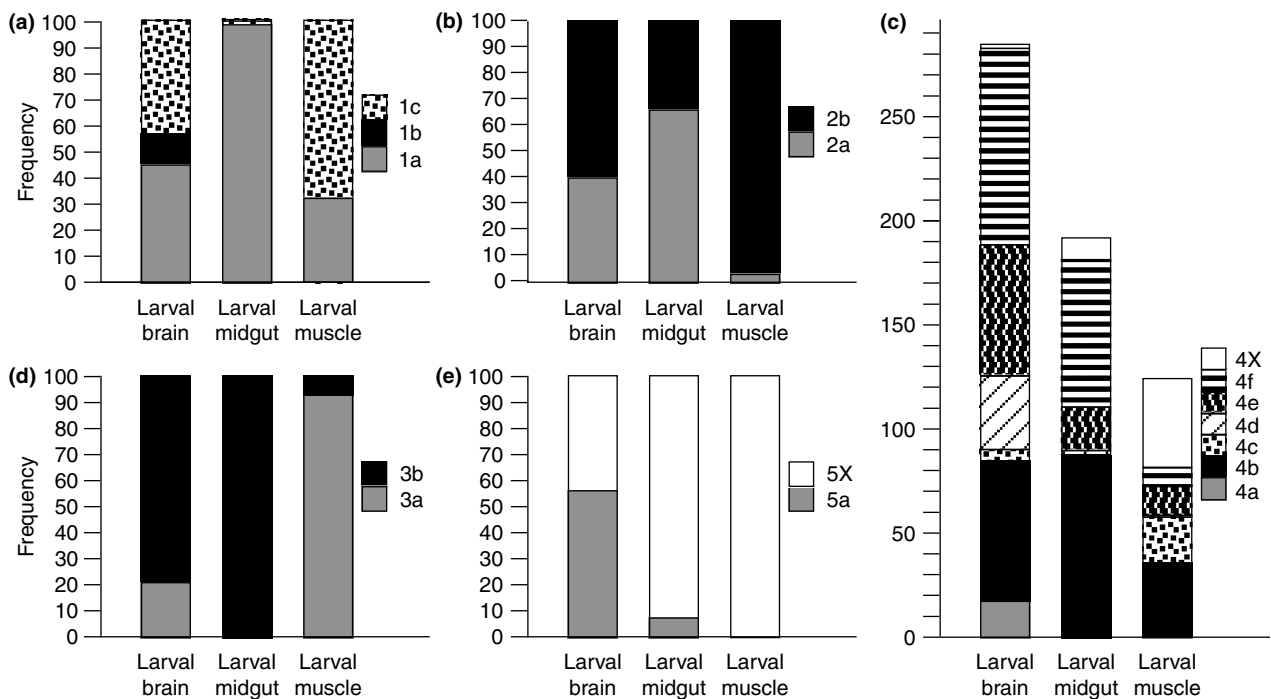 (a)
Frequency
100
90
80
70
60
50
40
30
20
10
0
Larval brain
Larval midgut
Larval muscle
1c
1b
1a
(b)
100
90
80
70
60
50
40
30
20
10
0
Larval brain
Larval midgut
Larval muscle
2b
2a
(c)
250
200
150
100
50
0
Larval brain
Larval midgut
Larval muscle
4X
4f
4e
4d
4c
4b
4a
(d)
Frequency
100
90
80
70
60
50
40
30
20
10
0
Larval brain
Larval midgut
Larval muscle
3b
3a
(e)
100
90
80
70
60
50
40
30
20
10
0
Larval brain
Larval midgut
Larval muscle
5X
5a